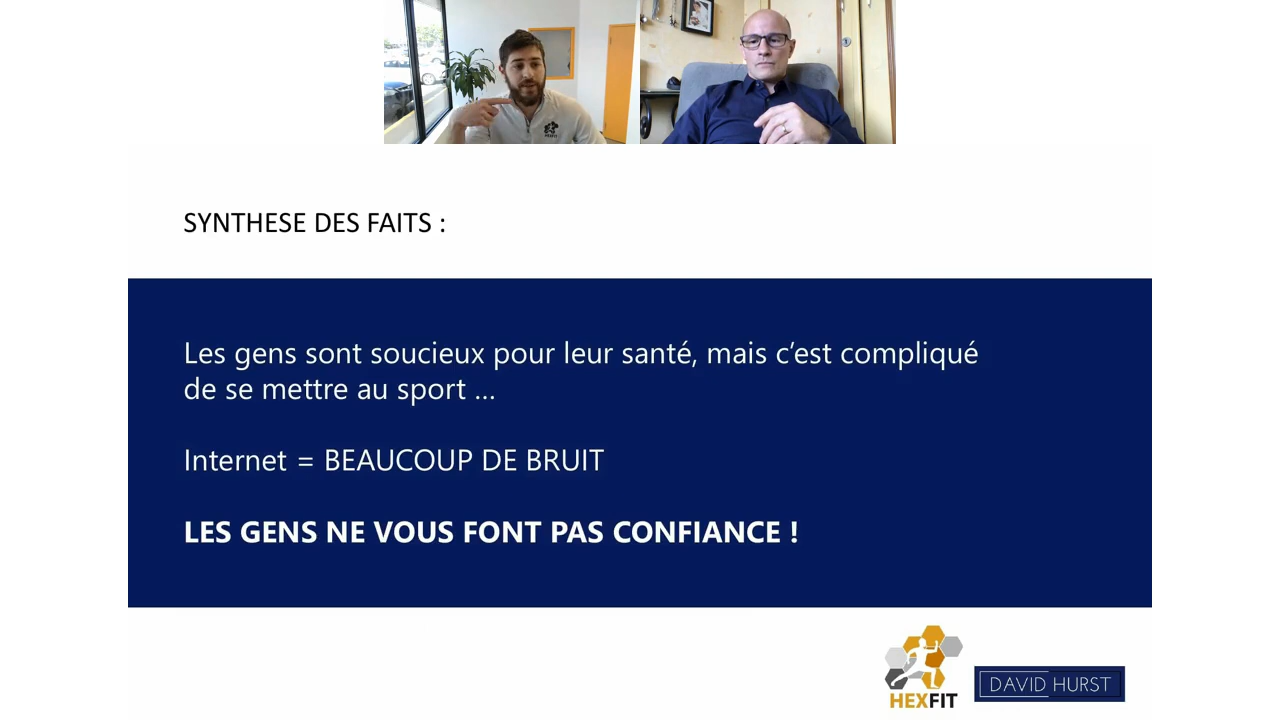 HEXFIT
SYNTHESE DES FAITS :
Les gens sont soucieux pour leur santé, mais c’est compliqué
de se mettre au sport ...
Internet = BEAUCOUP DE BRUIT
LES GENS NE VOUS FONT PAS CONFIANCE !
HEXFIT
DAVID HURST